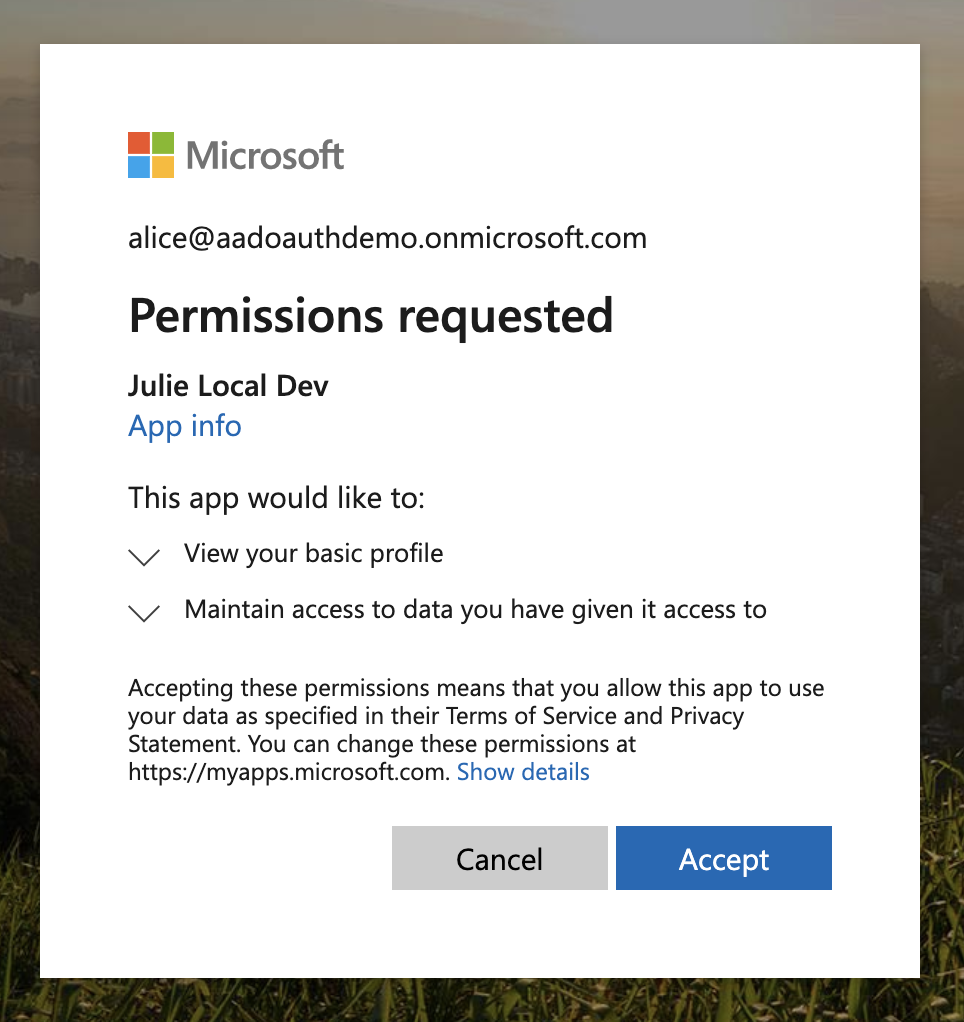 Microsoft
alice@aadoauthdemo.onmicrosoft.com
Permissions requested
Julie Local Dev
App info
This app would like to:
View your basic profile
Maintain access to data you have given it access to
Accepting these permissions means that you allow this app to use
your data as specified in their Terms of Service and Privacy
Statement. You can change these permissions at
https://myapps.microsoft.com. Show details
Cancel
Accept